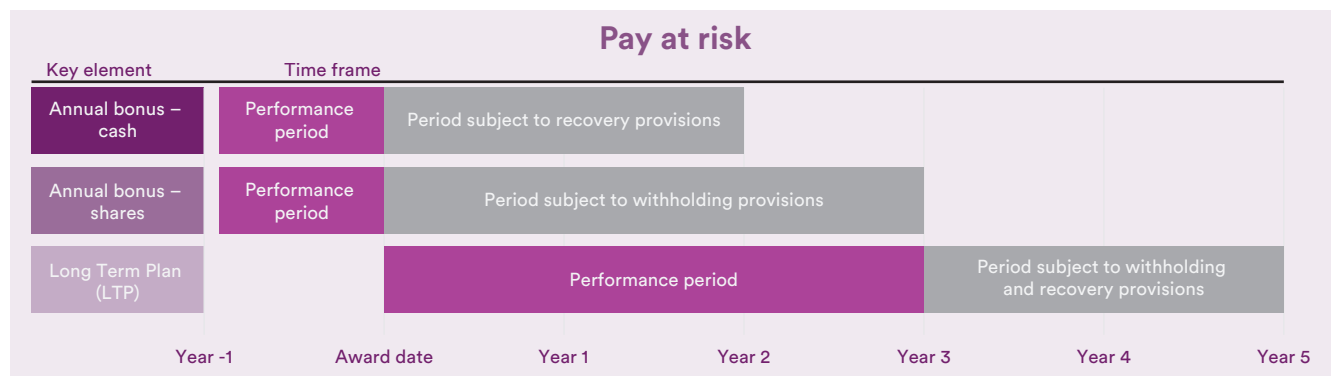 Pay at risk
Key element
Time frame
Annual bonus –
cash
Performance
period
Period subject to recovery provisions
Annual bonus –
shares
Performance
period
Period subject to withholding provisions
Long Term Plan
(LTP)
Performance period
Period subject to withholding
and recovery provisions
Year -1
Award date
Year 1
Year 2
Year 3
Year 4
Year 5